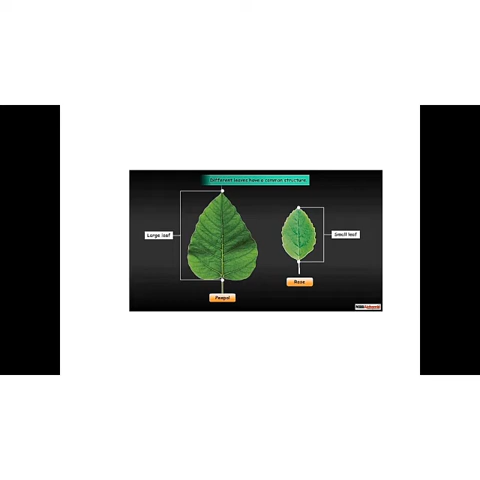 Different leaves have a common structure
Large leaf
Small leaf
Rose
Peepal